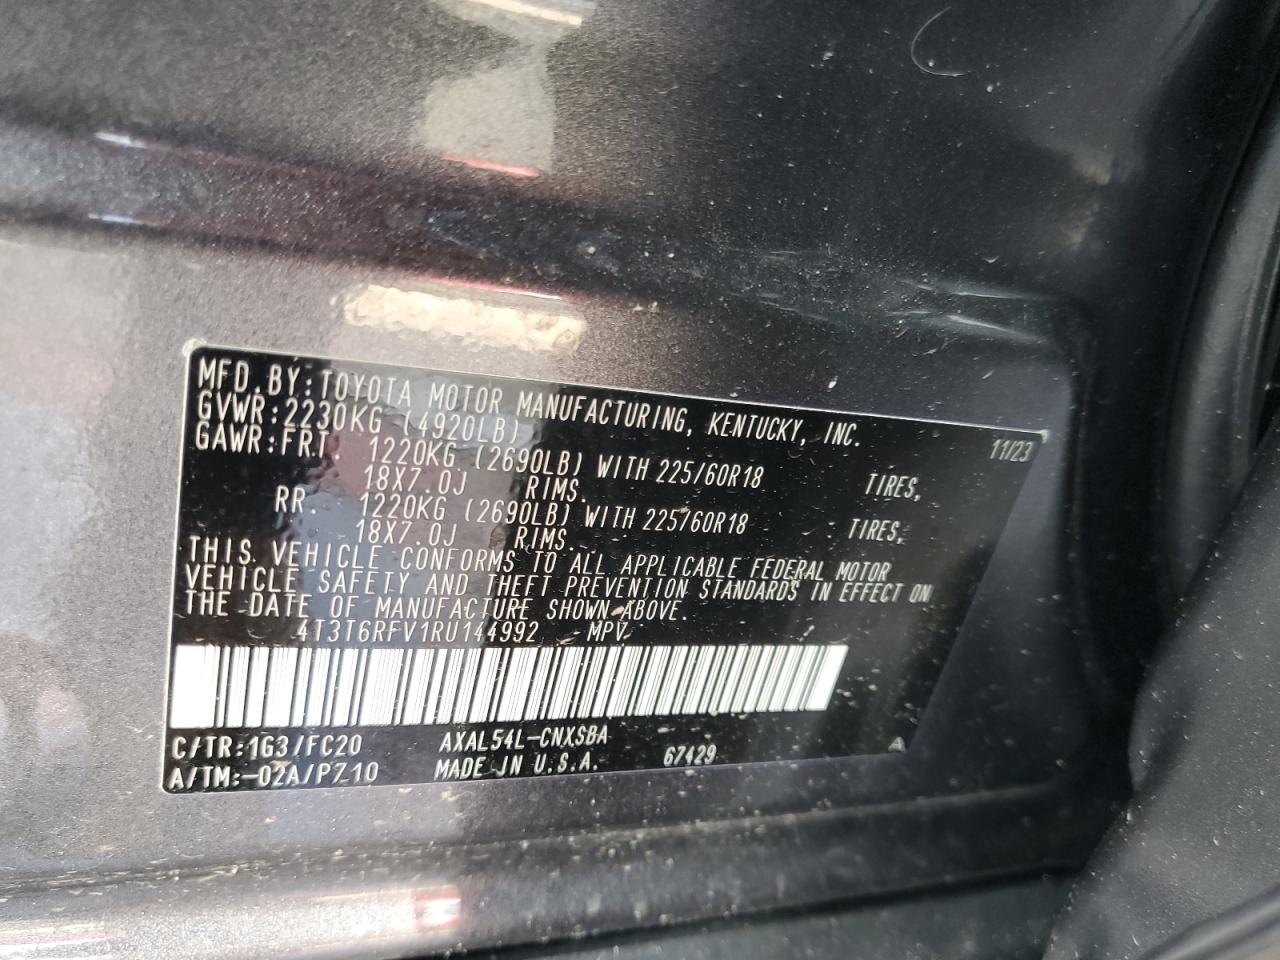 MFD.BY:TOYOTA MOTOR MANUFACTURING, KENTUCKY, INC.
GVWR:2230KG (4920LB) 11/23
GAWR:FRT. 1220KG (2690LB) WITH 225/60R18 TIRES,
18X7.0J RIMS.
RR. 1220KG (2690LB) WITH 225/60R18 TIRES,
18X7.0J RIMS.
THIS VEHICLE CONFORMS TO ALL APPLICABLE FEDERAL MOTOR
VEHICLE SAFETY AND THEFT PREVENTION STANDARDS IN EFFECT ON
THE DATE OF MANUFACTURE SHOWN ABOVE.
4T3T6RFV1RU144992 MPV
C/TR:1G3/FC20 AXAL54L-CNXSBA
A/TM:-02A/P710 MADE IN U.S.A. 67429 A